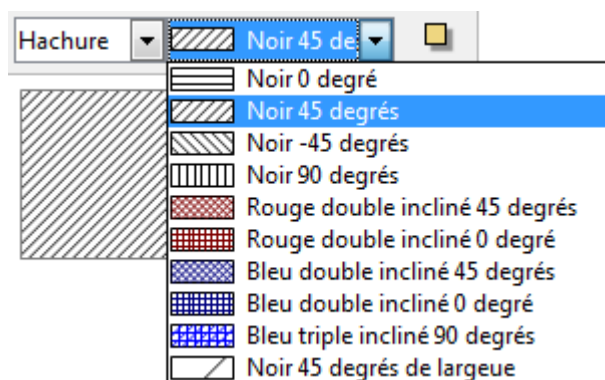 Hachure
Noir 45 de
Noir 0 degré
Noir 45 degrés
Noir -45 degrés
Noir 90 degrés
Rouge double incliné 45 degrés
Rouge double incliné 0 degré
Bleu double incliné 45 degrés
Bleu double incliné 0 degré
Bleu triple incliné 90 degrés
Noir 45 degrés de largeue